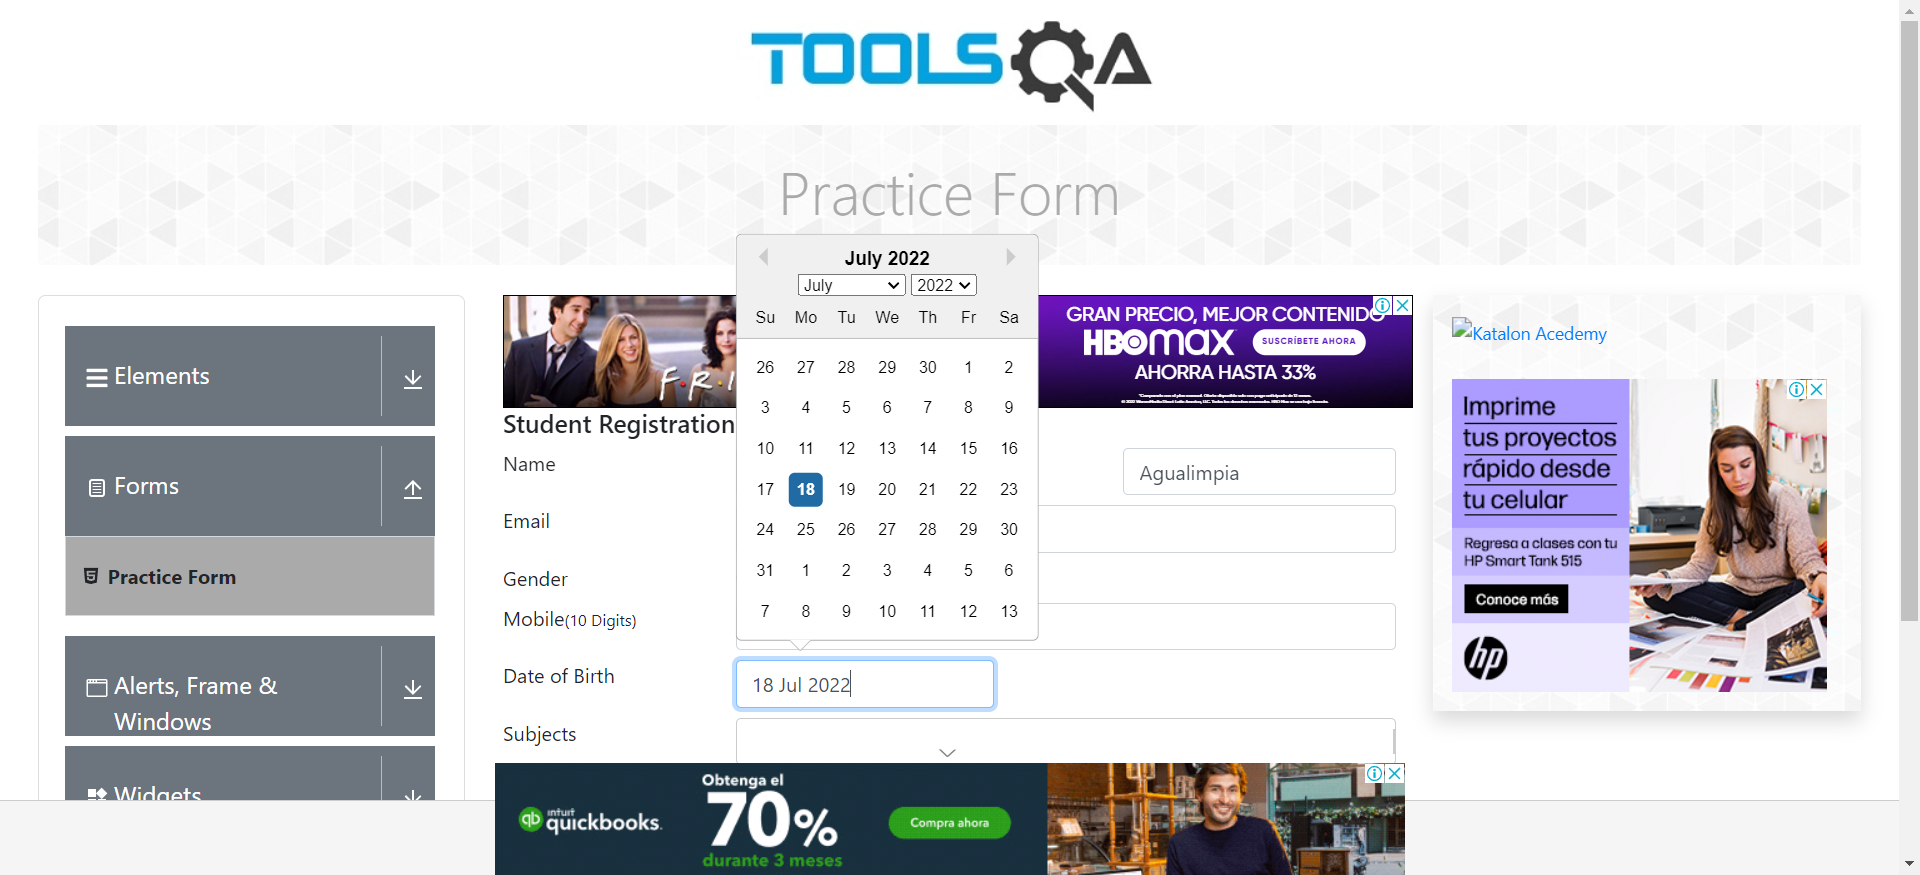 TOOLSQA
Practice Form
July 2022
July 2022
Su Mo Tu We Th Fr Sa
26 27 28 29 30 1 2
3 4 5 6 7 8 9
10 11 12 13 14 15 16
17 18 19 20 21 22 23
24 25 26 27 28 29 30
31 1 2 3 4 5 6
7 8 9 10 11 12 13
Elements
Forms
Practice Form
Alerts, Frame &
Windows
Widgets
F.R.I
GRAN PRECIO, MEJOR CONTENIDO
HBOMAX
SUSCRÍBETE AHORA
AHORRA HASTA 33%
Student Registration
Name
Agualimpia
Email
Gender
Mobile(10 Digits)
Date of Birth
18 Jul 2022
Subjects
Katalon Acedemy
Imprime
tus proyectos
rápido desde
tu celular
Regresa a clases con tu
HP Smart Tank 515
Conoce más
hp
intuit
quickbooks.
Obtenga el
70%
durante 3 meses
Compra ahora